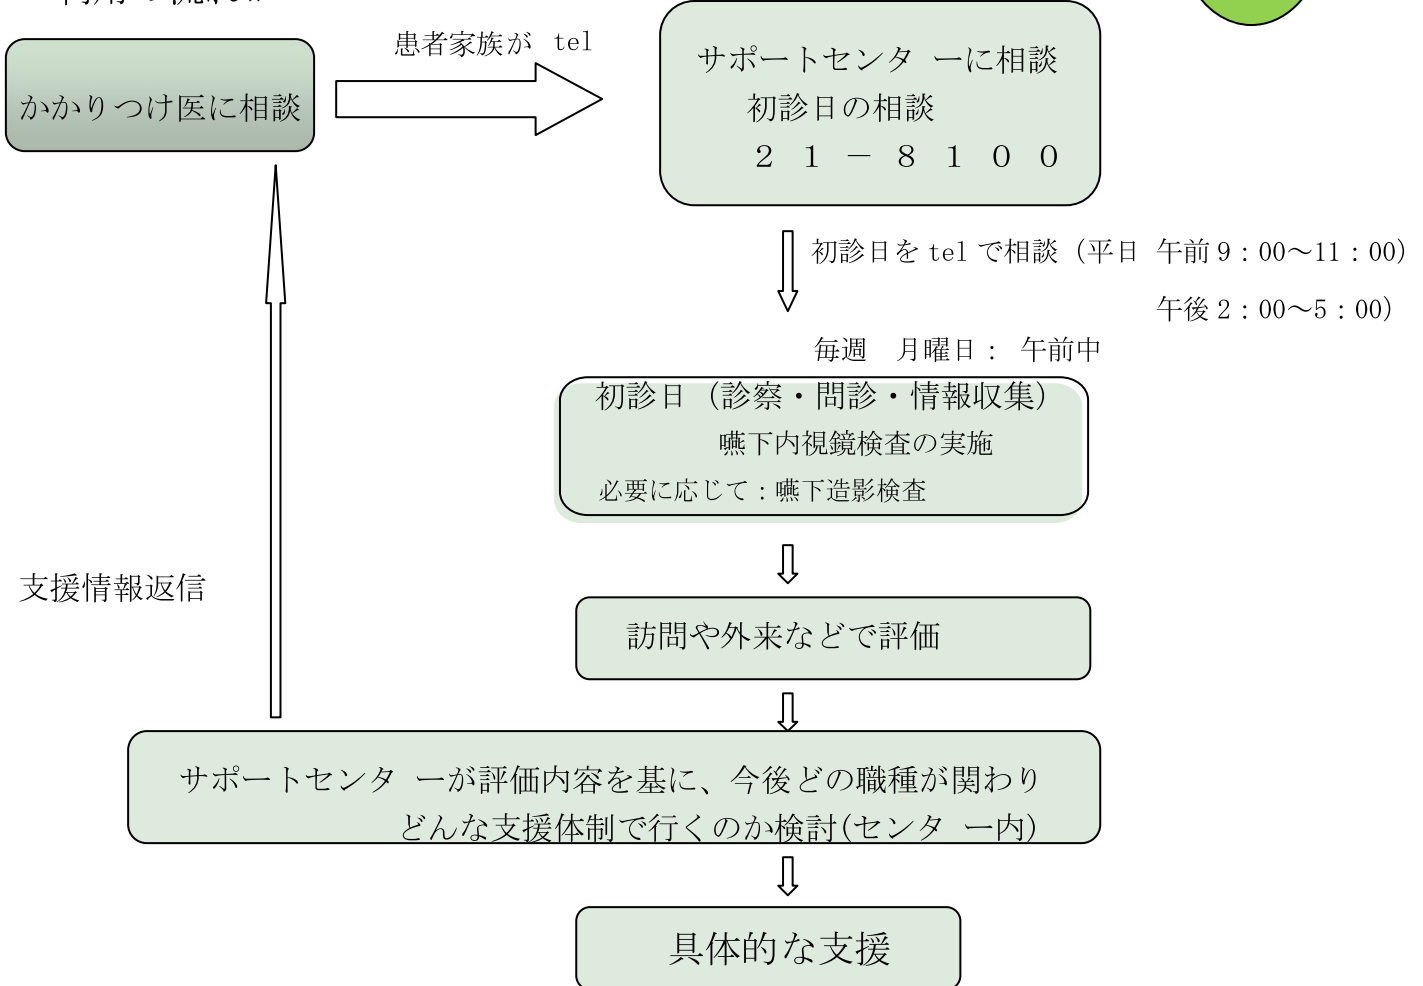 患者家族が tel
かかりつけ医に相談
サポートセンターに相談
初診日の相談
２１－８１００
初診日を tel で相談（平日 午前 9：00～11：00）
午後 2：00～5：00）
毎週 月曜日： 午前中
初診日（診察・問診・情報収集）
嚥下内視鏡検査の実施
必要に応じて：嚥下造影検査
支援情報返信
訪問や外来などで評価
サポートセンターが評価内容を基に、今後どの職種が関わり
どんな支援体制で行くのか検討(センター内)
具体的な支援